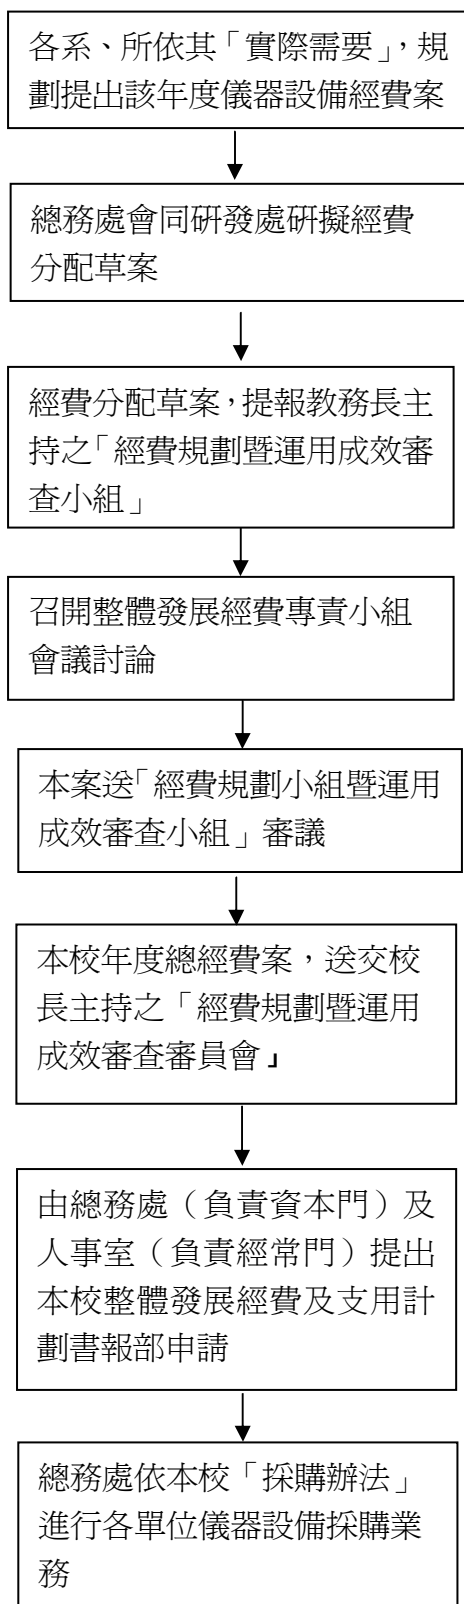 各系、所依其「實際需要」，規
劃提出該年度儀器設備經費案
總務處會同研發處研擬經費
分配草案
經費分配草案，提報教務長主
持之「經費規劃暨運用成效審
查小組」
召開整體發展經費專責小組
會議討論
本案送「經費規劃小組暨運用
成效審查小組」審議
本校年度總經費案，送交校
長主持之「經費規劃暨運用
成效審查審員會」
由總務處（負責資本門）及
人事室（負責經常門）提出
本校整體發展經費及支用計
劃書報部申請
總務處依本校「採購辦法」
進行各單位儀器設備採購業
務